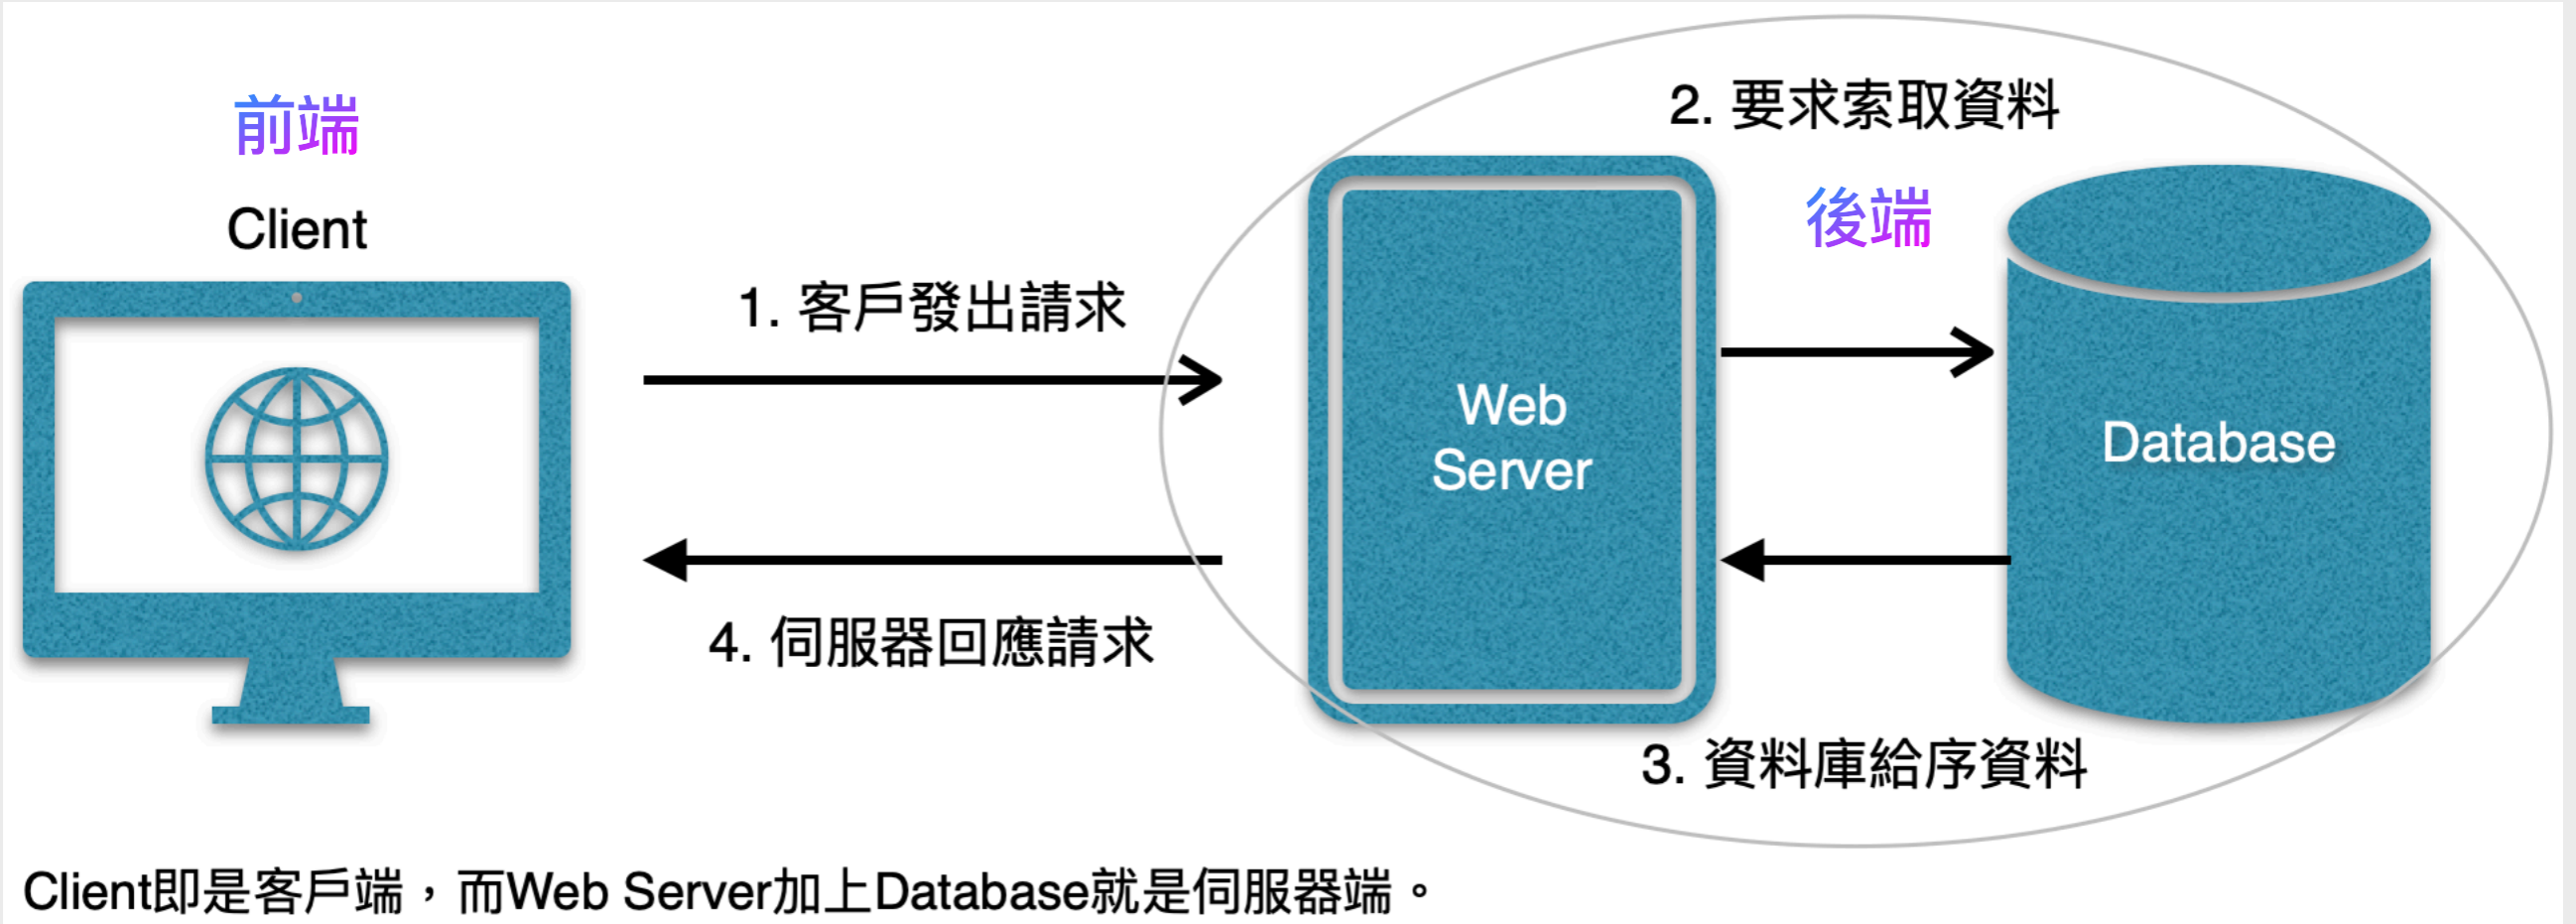 前端
Client
1. 客戶發出請求
2. 要求索取資料
後端
Web
Server
Database
3. 資料庫給序資料
4. 伺服器回應請求
Client即是客戶端，而Web Server加上Database就是伺服器端。